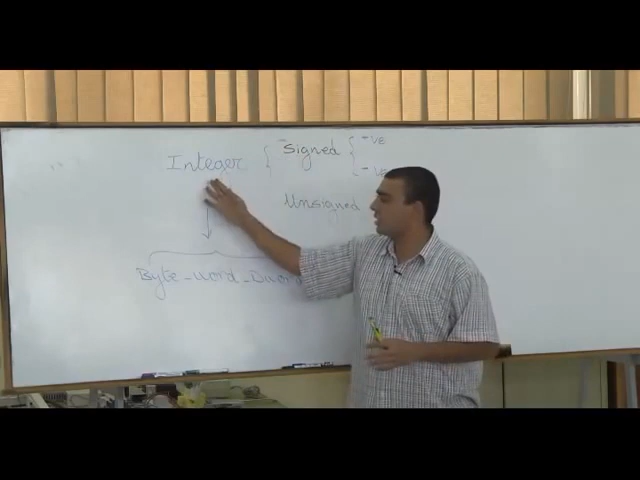 Integer { Signed { +ve
- ve
Unsigned
Byte - word - Dword